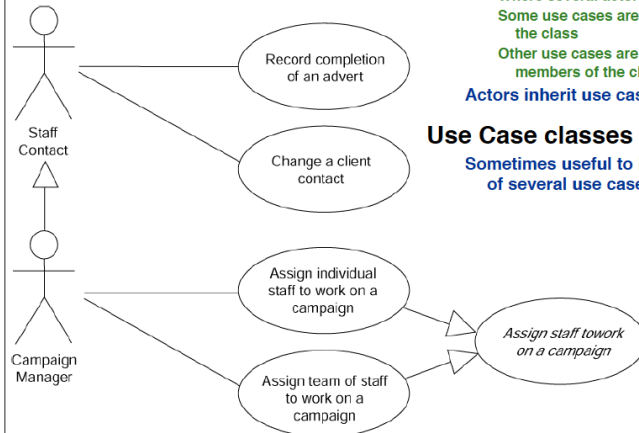 Some use cases are
the class
Other use cases are
members of the
Actors inherit use
Use Case classes
Sometimes useful to
of several use
Record completion
of an advert
Staff
Contact
Change a client
contact
Assign individual
staff to work on a
campaign
Assign staff towork
on a campaign
Campaign
Manager
Assign team of staff
to work on a
campaign